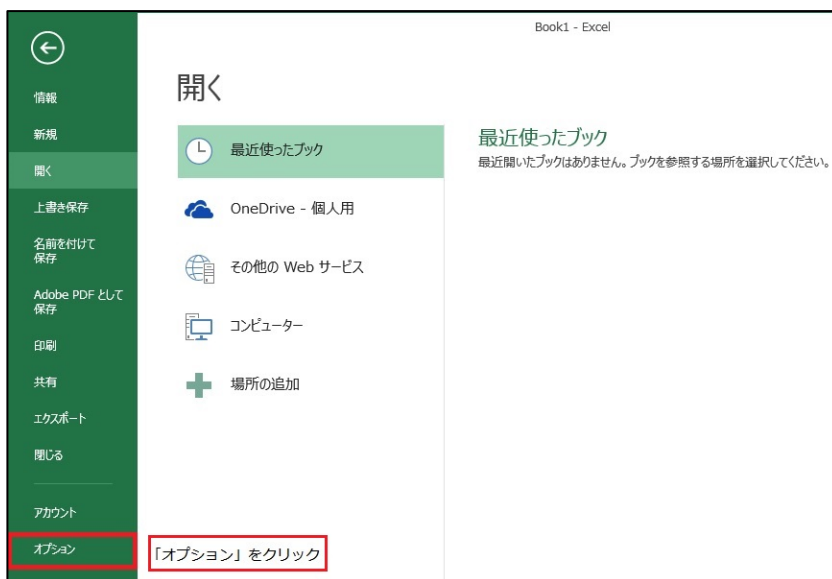 Book1 - Excel
情報
新規
開く
上書き保存
名前を付けて
保存
Adobe PDF として
保存
印刷
共有
エクスポート
閉じる
アカウント
オプション
「オプション」をクリック
開く
最近使ったブック
OneDrive - 個人用
その他の Web サービス
コンピューター
場所の追加
最近使ったブック
最近開いたブックはありません。ブックを参照する場所を選択してください。